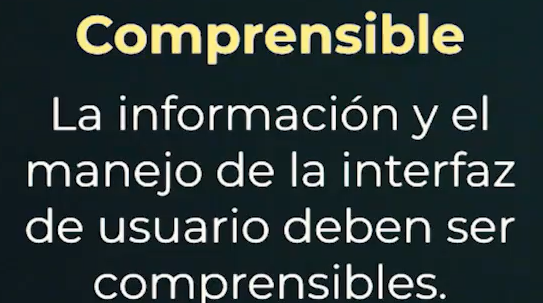 Comprensible
La información y el
manejo de la interfaz
de usuario deben ser
comprensibles.